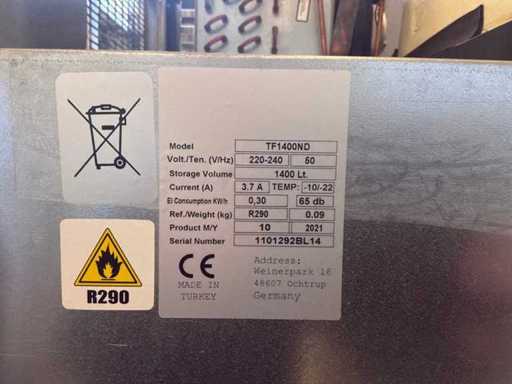 Model TF1400ND
Volt./Ten. (V/Hz) 220-240 50
Storage Volume 1400 Lt.
Current (A) 3.7 A TEMP: -10/-22
El Consumption KW/h 0,30 65 db
Ref./Weight (kg) R290 0.09
Product M/Y 10 2021
Serial Number 1101292BL14
CE
MADE IN
TURKEY
Address:
Weinerpark 16
48607 Ochtrup
Germany
R290